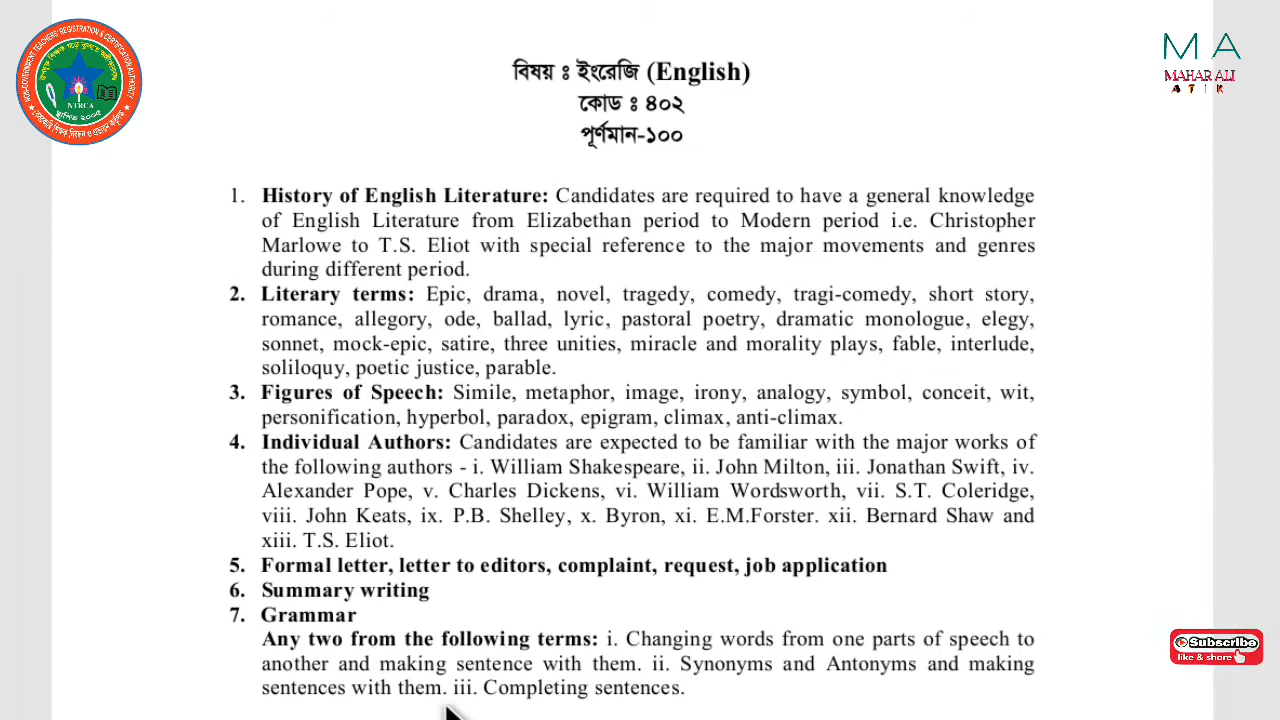 বিষয় ঃ ইংরেজি (English)
কোড ঃ ৪০২
পূর্ণমান-১০০
1. History of English Literature: Candidates are required to have a general knowledge
of English Literature from Elizabethan period to Modern period i.e. Christopher
Marlowe to T.S. Eliot with special reference to the major movements and genres
during different period.
2. Literary terms: Epic, drama, novel, tragedy, comedy, tragi-comedy, short story,
romance, allegory, ode, ballad, lyric, pastoral poetry, dramatic monologue, elegy,
sonnet, mock-epic, satire, three unities, miracle and morality plays, fable, interlude,
soliloquy, poetic justice, parable.
3. Figures of Speech: Simile, metaphor, image, irony, analogy, symbol, conceit, wit,
personification, hyperbol, paradox, epigram, climax, anti-climax.
4. Individual Authors: Candidates are expected to be familiar with the major works of
the following authors - i. William Shakespeare, ii. John Milton, iii. Jonathan Swift, iv.
Alexander Pope, v. Charles Dickens, vi. William Wordsworth, vii. S.T. Coleridge,
viii. John Keats, ix. P.B. Shelley, x. Byron, xi. E.M.Forster. xii. Bernard Shaw and
xiii. T.S. Eliot.
5. Formal letter, letter to editors, complaint, request, job application
6. Summary writing
7. Grammar
Any two from the following terms: i. Changing words from one parts of speech to
another and making sentence with them. ii. Synonyms and Antonyms and making
sentences with them. iii. Completing sentences.
NON-GOVERNMENT TEACHERS' REGISTRATION & CERTIFICATION AUTHORITY
NTRCA
স্থাপিত ২০০৫
MA
MAHAR ALI
ATIK
Subscribe
like & share